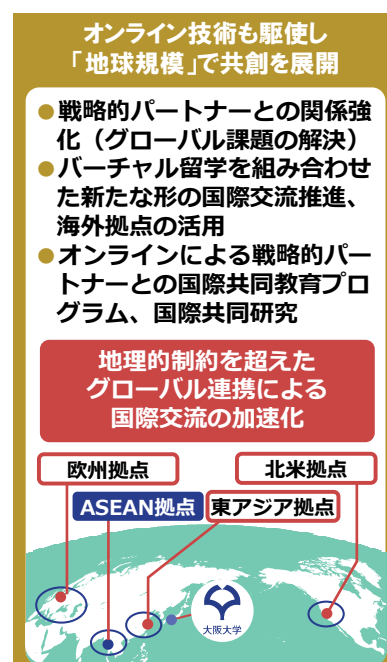 オンライン技術も駆使し
「地球規模」で共創を展開
●戦略的パートナーとの関係強
化（グローバル課題の解決）
●バーチャル留学を組み合わせ
た新たな形の国際交流推進、
海外拠点の活用
●オンラインによる戦略的パー
トナーとの国際共同教育プロ
グラム、国際共同研究
地理的制約を超えた
グローバル連携による
国際交流の加速化
欧州拠点
北米拠点
ASEAN拠点
東アジア拠点
大阪大学